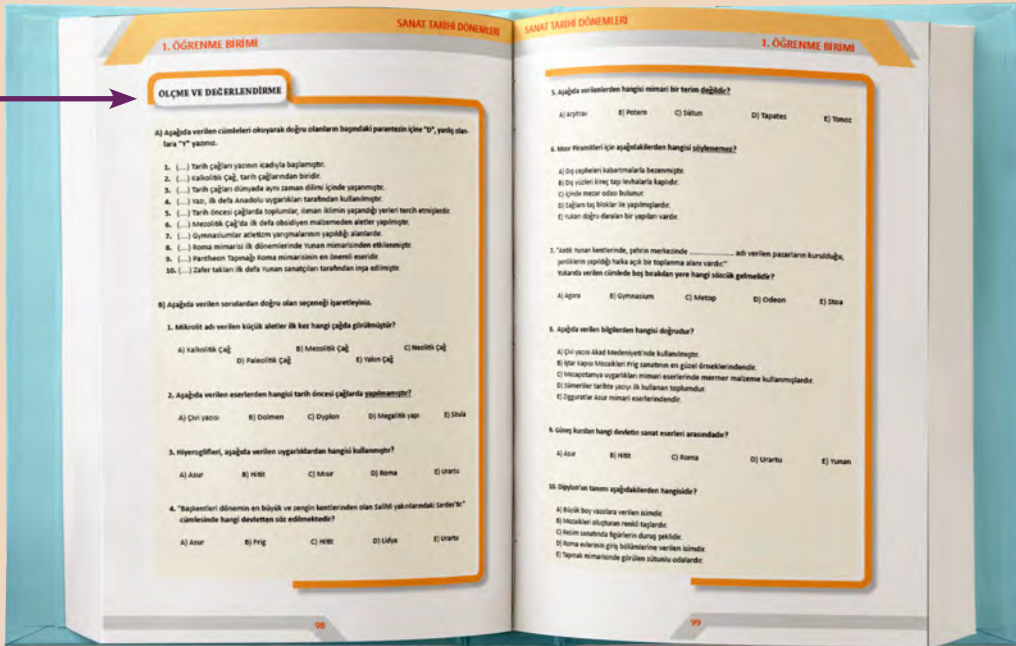 SANAT TARİHİ DÖNEMLERİ
1. ÖĞRENME BİRİMİ
ÖLÇME VE DEĞERLENDİRME
A) Aşağıda verilen cümleleri okuyarak doğru olanların başındaki parantezin içine "D", yanlış olan-
lara "Y" yazınız.
1. (....) Tarih çağları yazının icadıyla başlamıştır.
2. (....) Kalkolitik Çağ, tarih çağlarından biridir.
3. (....) Tarih çağları dünyada aynı zaman dilimi içinde yaşanmıştır.
4. (....) Yazı, ilk defa Anadolu uygarlıkları tarafından kullanılmıştır.
5. (....) Tarih öncesi çağlarda toplumlar, ılıman iklimin yaşandığı yerleri tercih etmişlerdir.
6. (....) Mezolitik Çağ'da ilk defa obsidiyen malzemeden aletler yapılmıştır.
7. (....) Gymnasiumlar atletizm yarışmalarının yapıldığı alanlardır.
8. (....) Roma mimarisi ilk dönemlerinde Yunan mimarisinden etkilenmiştir.
9. (....) Pantheon Tapınağı Roma mimarisinin en önemli eseridir.
10. (....) Zafer takları ilk defa Yunan sanatçıları tarafından inşa edilmiştir.
B) Aşağıda verilen sorulardan doğru olan seçeneği işaretleyiniz.
1. Mikrolit adı verilen küçük aletler ilk kez hangi çağda görülmüştür?
A) Kalkolitik Çağ B) Mezolitik Çağ C) Neolitik Çağ
D) Paleolitik Çağ E) Yakın Çağ
2. Aşağıda verilen eserlerden hangisi tarih öncesi çağlarda yapılmamıştır?
A) Çivi yazısı B) Dolmen C) Dyplon D) Megalitik yapı E) Situla
3. Hiyeroglifleri, aşağıda verilen uygarlıklardan hangisi kullanmıştır?
A) Asur B) Hitit C) Mısır D) Roma E) Urartu
4. "Başkentleri dönemin en büyük ve zengin kentlerinden olan Salihli yakınlarındaki Sardes'tir."
cümlesinde hangi devletten söz edilmektedir?
A) Asur B) Frig C) Hitit D) Lidya E) Urartu
98
SANAT TARİHİ DÖNEMLERİ
1. ÖĞRENME BİRİMİ
5. Aşağıda verilenlerden hangisi mimari bir terim değildir?
A) Arşitrav B) Potern C) Sütun D) Tapates E) Tonoz
6. Mısır Piramitleri için aşağıdakilerden hangisi söylenemez?
A) Dış cepheleri kabartmalarla bezenmiştir.
B) Dış yüzleri kireç taşı levhalarla kaplıdır.
C) İçinde mezar odası bulunur.
D) Sağlam taş bloklar ile yapılmışlardır.
E) Yukarı doğru daralan bir yapıları vardır.
7. "Antik Yunan kentlerinde, şehrin merkezinde ............... adı verilen pazarların kurulduğu,
şenliklerin yapıldığı halka açık bir toplanma alanı vardır."
Yukarıda verilen cümlede boş bırakılan yere hangi sözcük gelmelidir?
A) Agora B) Gymnasium C) Metop D) Odeon E) Stoa
8. Aşağıda verilen bilgilerden hangisi doğrudur?
A) Çivi yazısı Akad Medeniyeti'nde kullanılmıştır.
B) İştar Kapısı Mozaikleri Frig sanatının en güzel örneklerindendir.
C) Mezapotamya uygarlıkları mimari eserlerinde mermer malzeme kullanmışlardır.
D) Sümerliler tarihte yazıyı ilk kullanan toplumdur.
E) Zigguratlar Asur mimari eserlerindendir.
9. Güneş kursları hangi devletin sanat eserleri arasındadır?
A) Asur B) Hitit C) Roma D) Urartu E) Yunan
10. Dipylon'un tanımı aşağıdakilerden hangisidir?
A) Büyük boy vazolara verilen isimdir.
B) Mozaikleri oluşturan renkli taşlardır.
C) Resim sanatında figürlerin duruş şeklidir.
D) Roma evlerinin giriş bölümlerine verilen isimdir.
E) Tapınak mimarisinde görülen sütunlu odalardır.
99